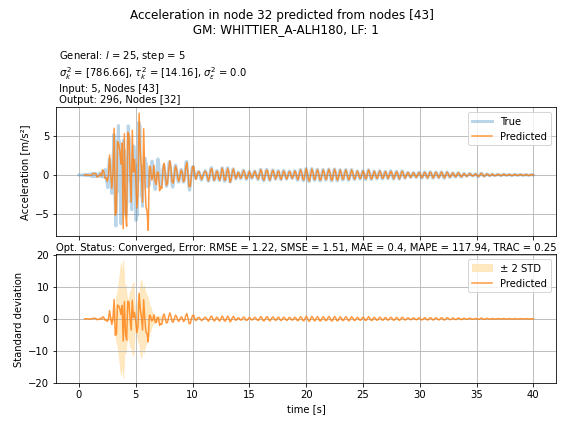 Acceleration in node 32 predicted from nodes [43]
GM: WHITTIER_A-ALH180, LF: 1
General: l = 25, step = 5
σ²ₖ = [786.66], τ²ₖ = [14.16], σ²ε = 0.0
Input: 5, Nodes [43]
Output: 296, Nodes [32]
Acceleration [m/s²]
5
0
−5
True
Predicted
Opt. Status: Converged, Error: RMSE = 1.22, SMSE = 1.51, MAE = 0.4, MAPE = 117.94, TRAC = 0.25
Standard deviation
20
10
0
−10
−20
± 2 STD
Predicted
0 5 10 15 20 25 30 35 40
time [s]